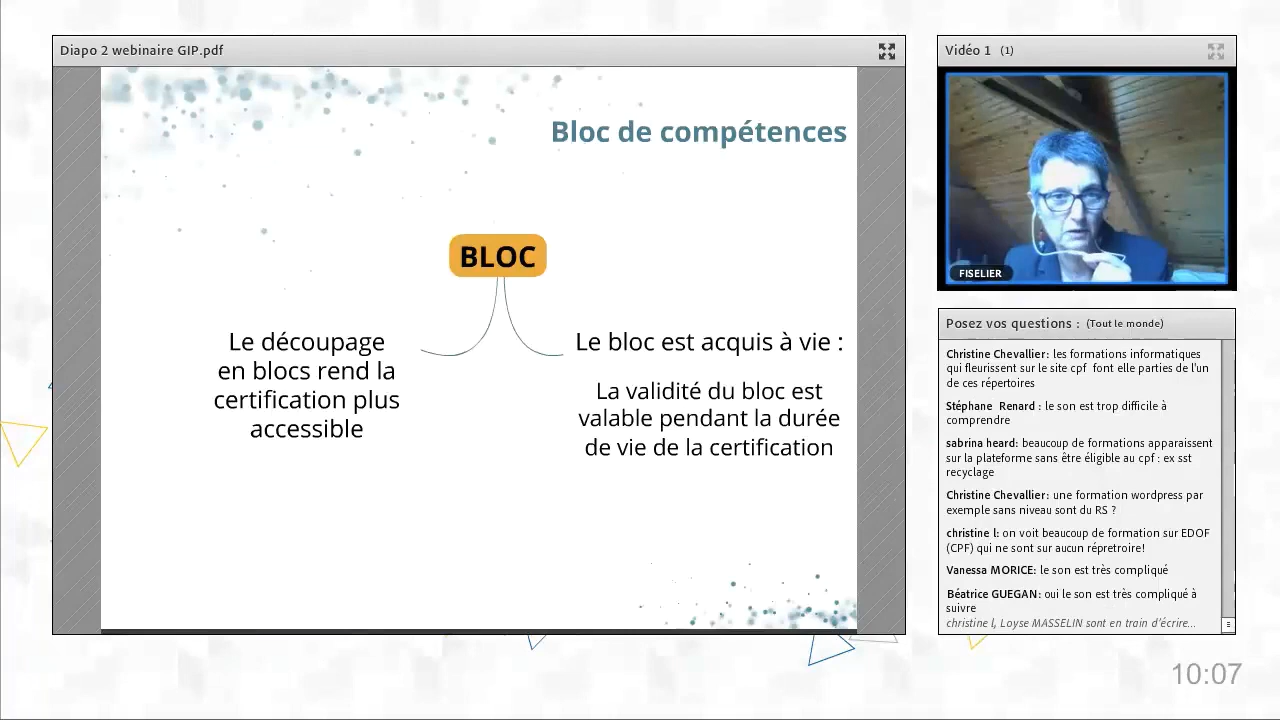 Diapo 2 webinaire GIP.pdf
Bloc de compétences
BLOC
Le découpage
en blocs rend la
certification plus
accessible
Le bloc est acquis à vie :
La validité du bloc est
valable pendant la durée
de vie de la certification
Vidéo 1 (1)
FISELIER
Posez vos questions : (Tout le monde)
Christine Chevallier: les formations informatiques
qui fleurissent sur le site cpf font elle parties de l'un
de ces répertoires
Stéphane Renard : le son est trop difficile à
comprendre
sabrina heard: beaucoup de formations apparaissent
sur la plateforme sans être éligible au cpf : ex sst
recyclage
Christine Chevallier: une formation wordpress par
exemple sans niveau sont du RS ?
christine l: on voit beaucoup de formation sur EDOF
(CPF) qui ne sont sur aucun répretroire!
Vanessa MORICE: le son est très compliqué
Béatrice GUEGAN: oui le son est très compliqué à
suivre
christine l, Loyse MASSELIN sont en train d'écrire...
10:07